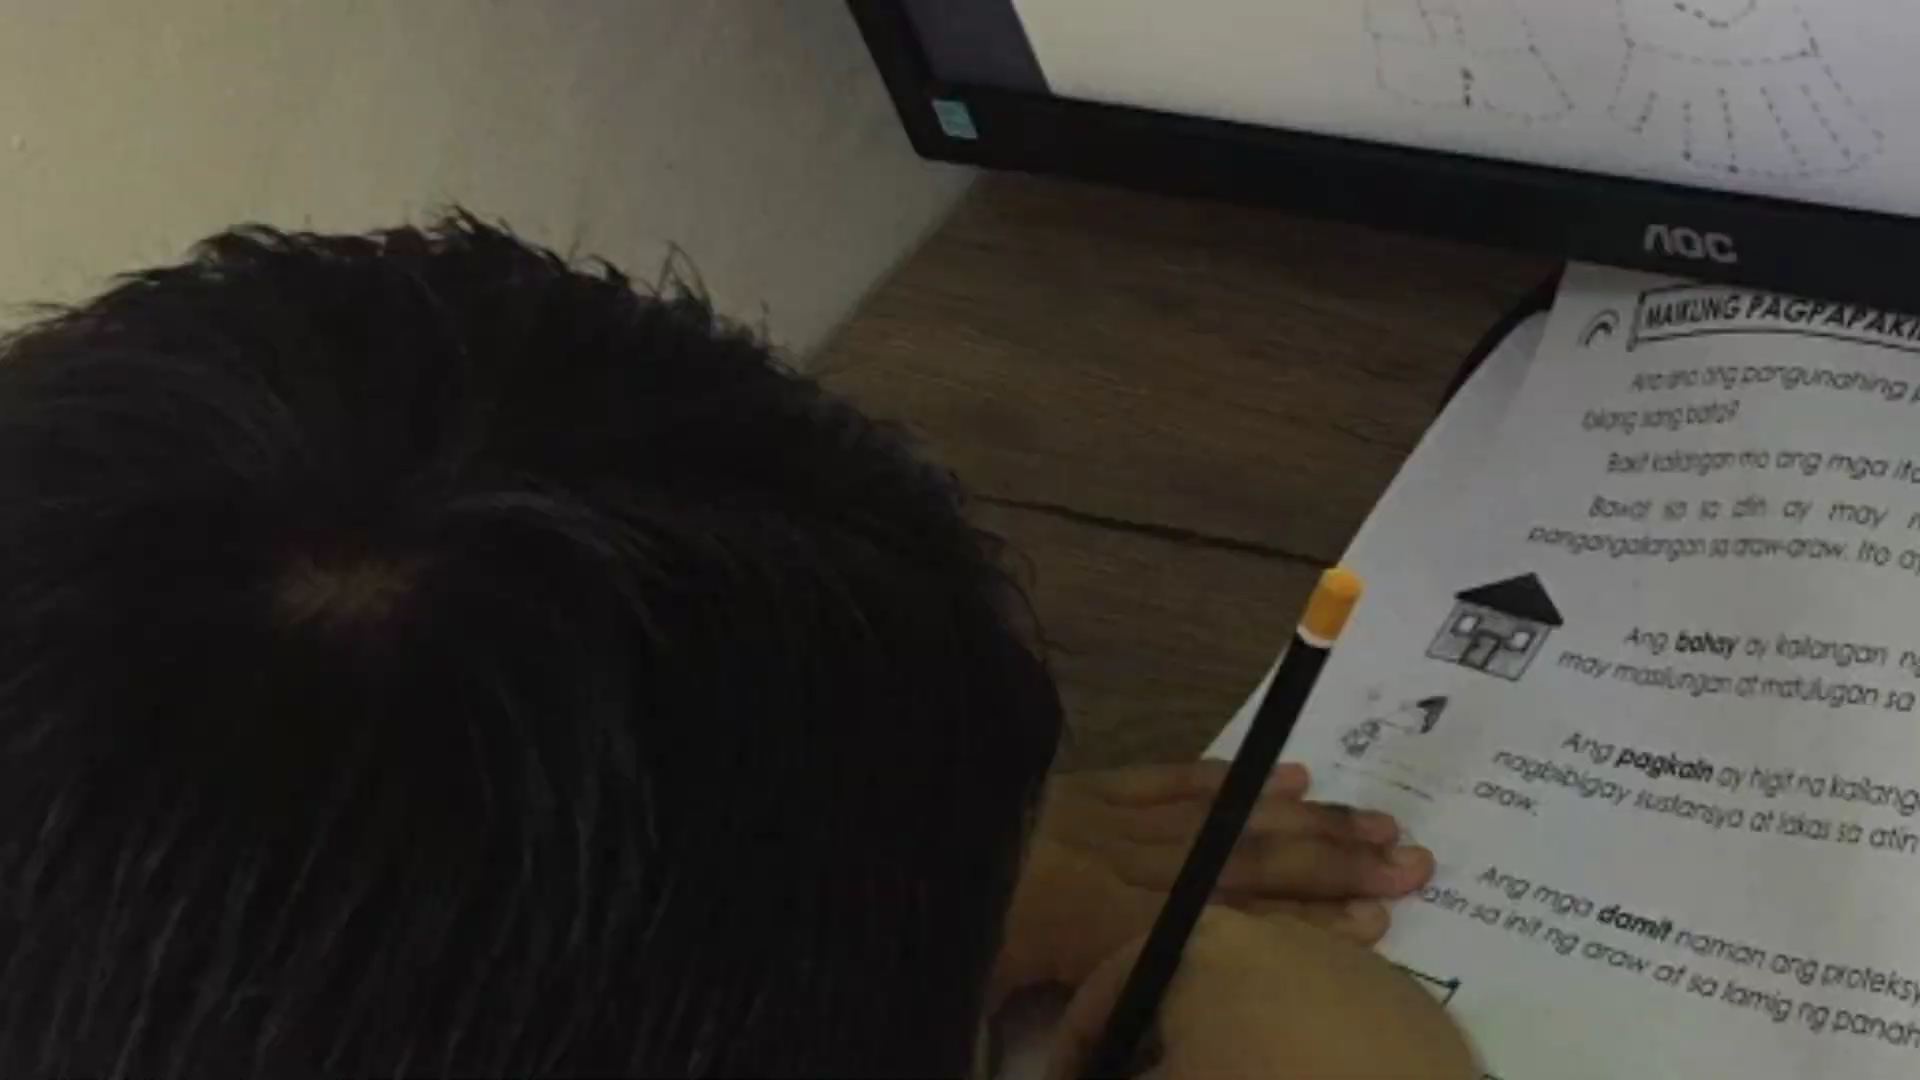 AOC
MAIKLING PAGPAPAKI
Ano-ano ang pangunahing
isang bata?
Bakit kailangan mo ang mga ito
Bawat isa sa atin ay may
pangangailangan sa araw-araw. Ito ay
Ang bahay ay kailangan ng
may masilungan at matulugan sa
Ang pagkain ay higit na kailang
nagbibigay sustansya at lakas sa atin
araw.
Ang mga damit naman ang proteksy
atin sa init ng araw at sa lamig ng panah